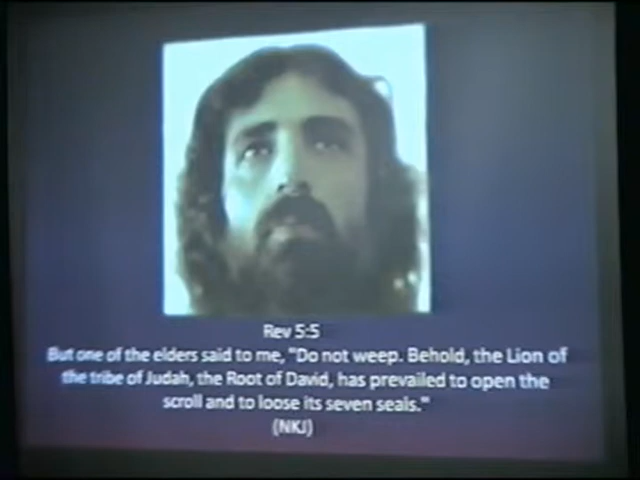 Rev 5:5
But one of the elders said to me, "Do not weep. Behold, the Lion of
the tribe of Judah, the Root of David, has prevailed to open the
scroll and to loose its seven seals."
(NKJ)